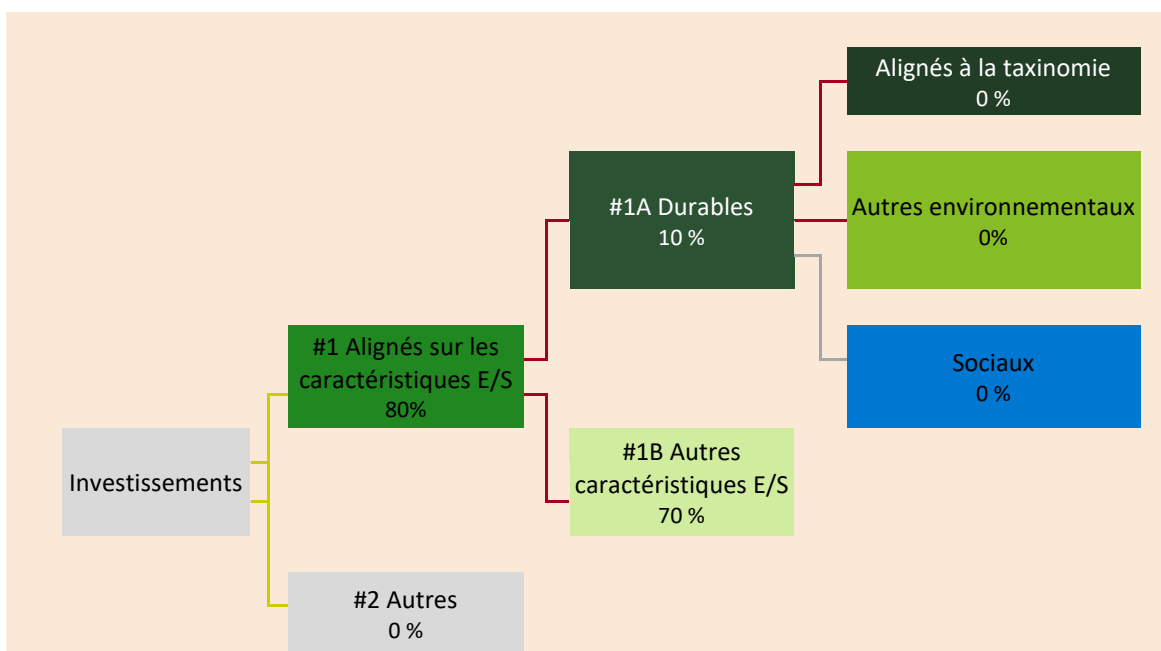 Alignés à la taxinomie
0 %
#1A Durables
10 %
Autres environnementaux
0%
#1 Alignés sur les
caractéristiques E/S
80%
Sociaux
0 %
Investissements
#1B Autres
caractéristiques E/S
70 %
#2 Autres
0 %